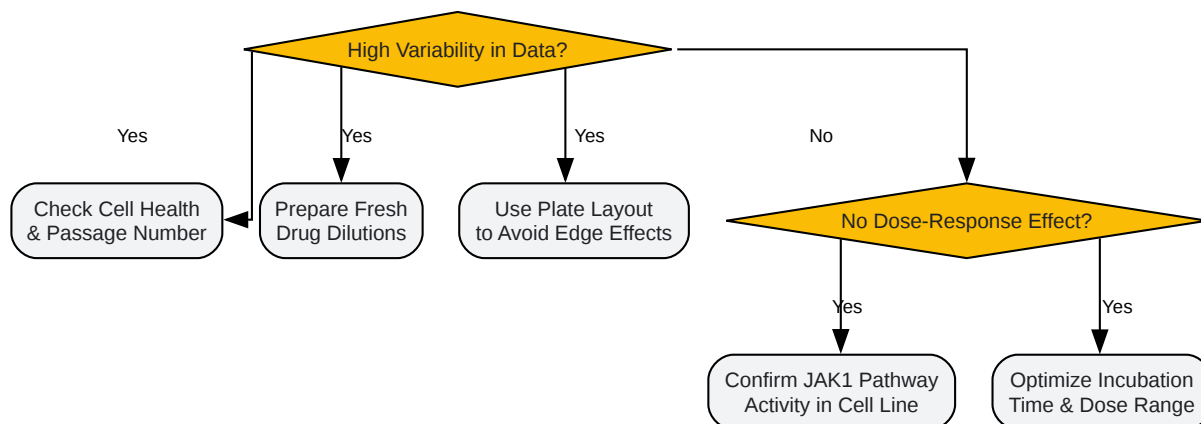 High Variability in Data?
Yes
Yes
Yes
No
Check Cell Health
& Passage Number
Prepare Fresh
Drug Dilutions
Use Plate Layout
to Avoid Edge Effects
No Dose-Response Effect?
Yes
Yes
Confirm JAK1 Pathway
Activity in Cell Line
Optimize Incubation
Time & Dose Range